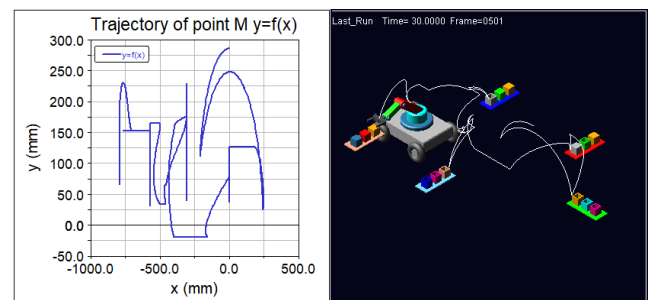 Trajectory of point M y=f(x)
300.0
y=f(x)
250.0
200.0
150.0
100.0
50.0
0.0
-50.0
-1000.0 -500.0 0.0 500.0
y (mm)
x (mm)
Last_Run Time= 30.0000 Frame=0501